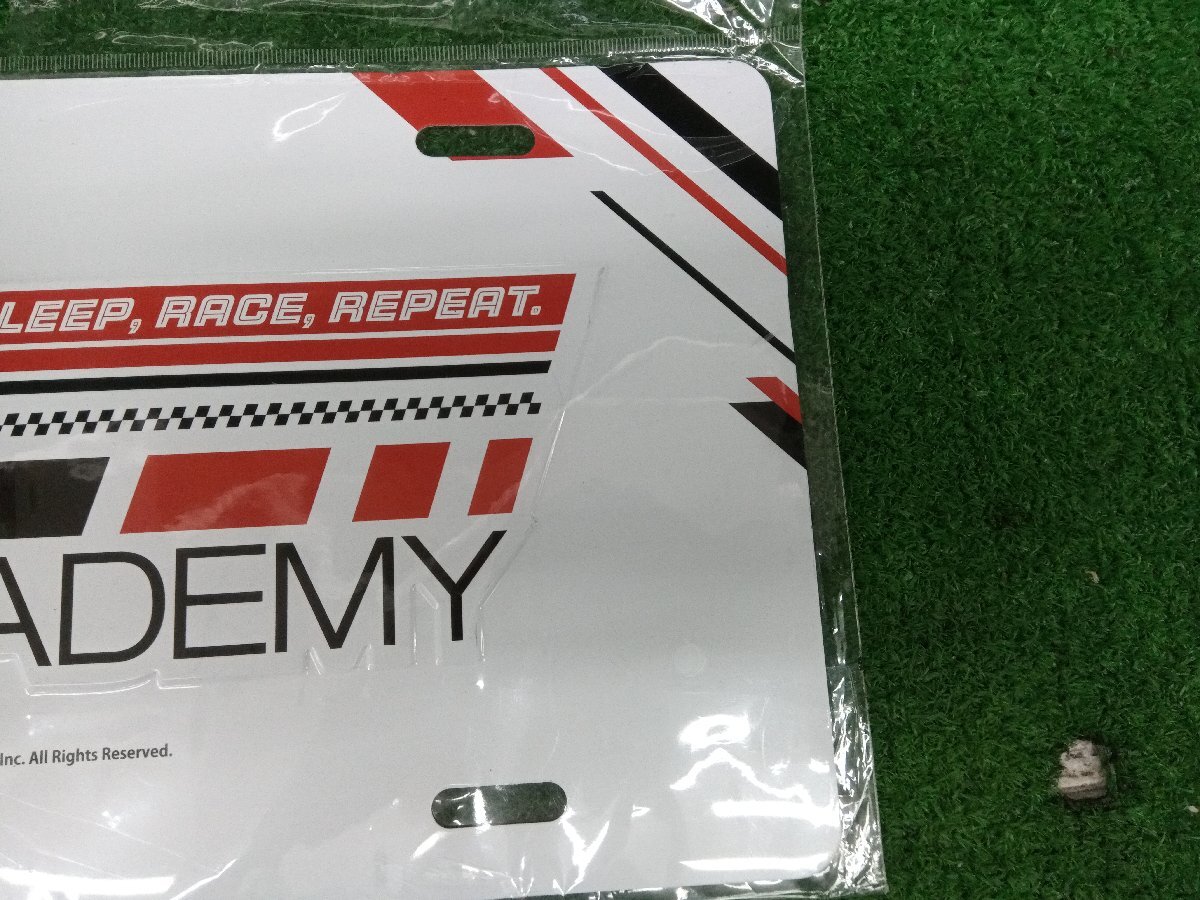 LEEP, RACE, REPEAT.
ADEMY
Inc. All Rights Reserved.